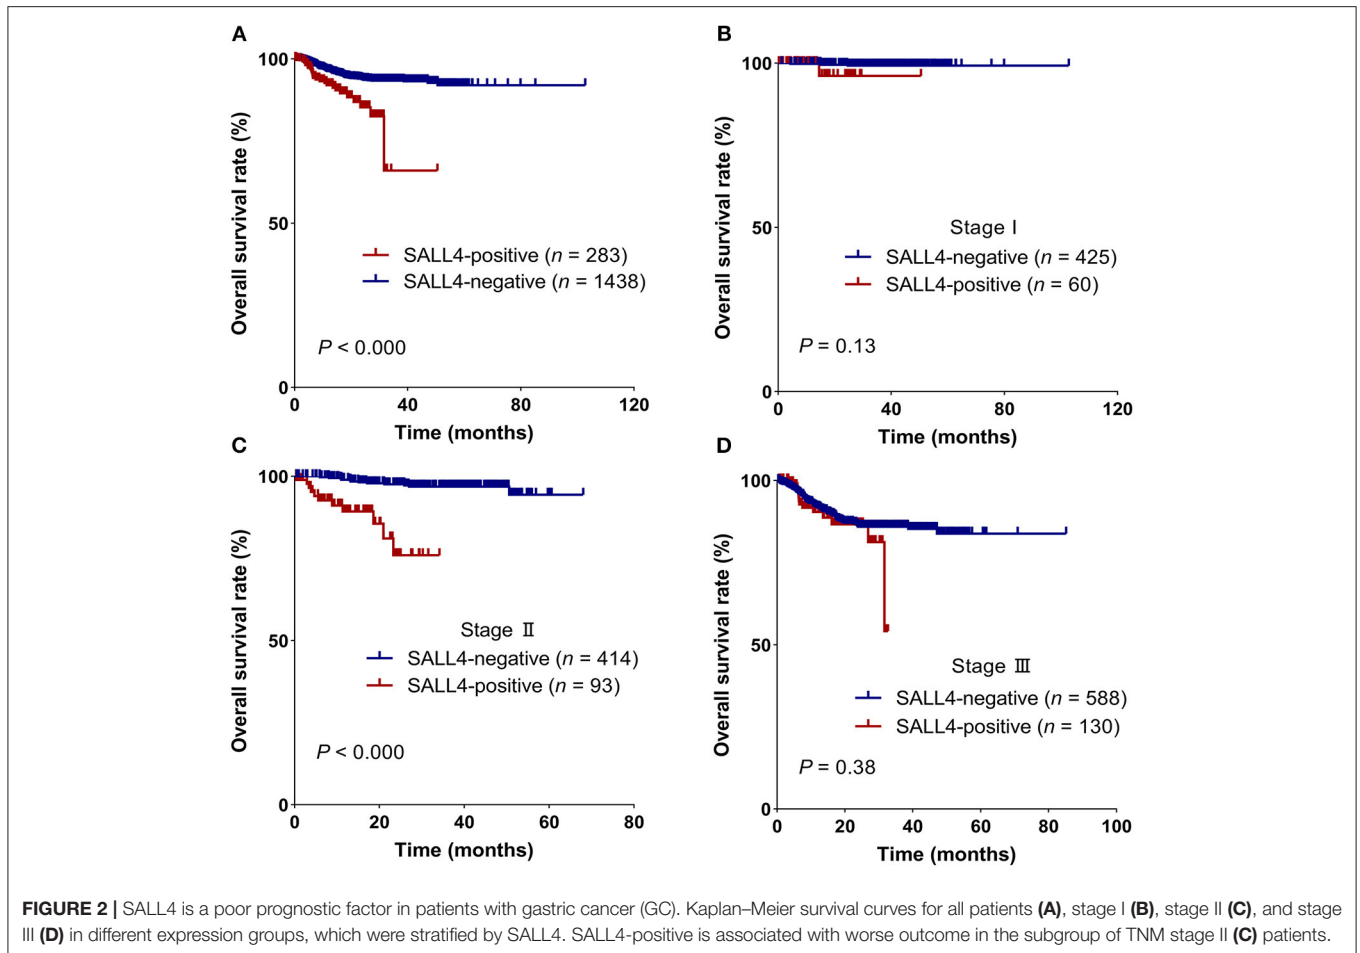 A
Overall survival rate (%)
100
50
0
SALL4-positive (n = 283)
SALL4-negative (n = 1438)
P < 0.000
0 40 80 120
Time (months)
B
Overall survival rate (%)
100
50
0
Stage I
SALL4-negative (n = 425)
SALL4-positive (n = 60)
P = 0.13
0 40 80 120
Time (months)
C
Overall survival rate (%)
100
50
0
Stage Ⅱ
SALL4-negative (n = 414)
SALL4-positive (n = 93)
P < 0.000
0 20 40 60 80
Time (months)
D
Overall survival rate (%)
100
50
0
Stage Ⅲ
SALL4-negative (n = 588)
SALL4-positive (n = 130)
P = 0.38
0 20 40 60 80 100
Time (months)
FIGURE 2 | SALL4 is a poor prognostic factor in patients with gastric cancer (GC). Kaplan–Meier survival curves for all patients (A), stage I (B), stage II (C), and stage
III (D) in different expression groups, which were stratified by SALL4. SALL4-positive is associated with worse outcome in the subgroup of TNM stage II (C) patients.